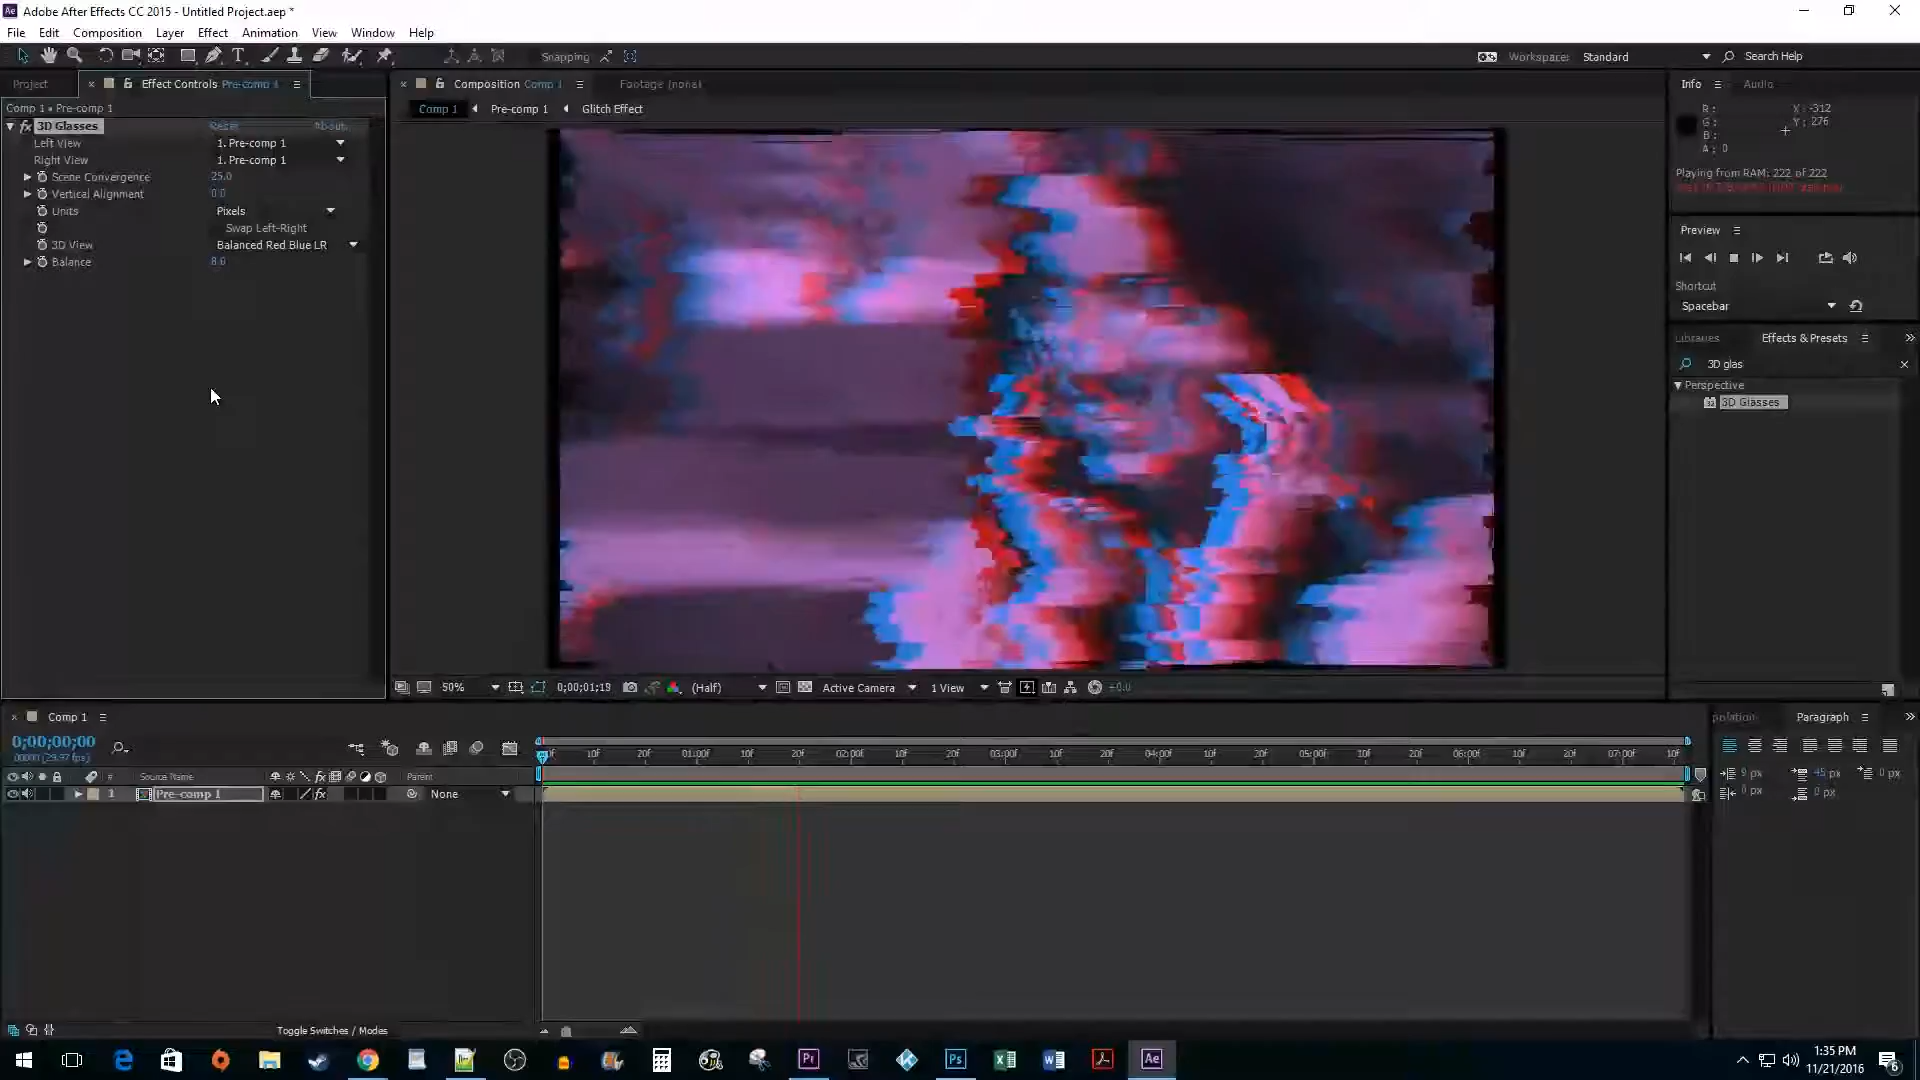 Adobe After Effects CC 2015 - Untitled Project.aep *
File Edit Composition Layer Effect Animation View Window Help
Snapping
Workspace: Standard
Search Help
Project
Effect Controls Pre-comp 1
Comp 1 • Pre-comp 1
3D Glasses Reset About...
Left View 1. Pre-comp 1
Right View 1. Pre-comp 1
Scene Convergence 25.0
Vertical Alignment 0.0
Units Pixels
Swap Left-Right
3D View Balanced Red Blue LR
Balance 8.0
Composition Comp 1
Footage (none)
Comp 1 Pre-comp 1 Glitch Effect
50%
0;00;01;19
(Half)
Active Camera
1 View
+0.0
Info Audio
R: X: -312
G: Y: 276
B:
A: 0
Playing from RAM: 222 of 222
Preview
Shortcut
Spacebar
Libraries Effects & Presets
3D glas
Perspective
3D Glasses
Comp 1
0;00;00;00
00000 (29.97 fps)
# Source Name Parent
1 Pre-comp 1 None
10f 20f 01:00f 10f 20f 02:00f 10f 20f 03:00f 10f 20f 04:00f 10f 20f 05:00f 10f 20f 06:00f 10f 20f 07:00f 10f
Toggle Switches / Modes
polation Paragraph
9 px 45 px 0 px
0 px 0 px
1:35 PM
11/21/2016
6